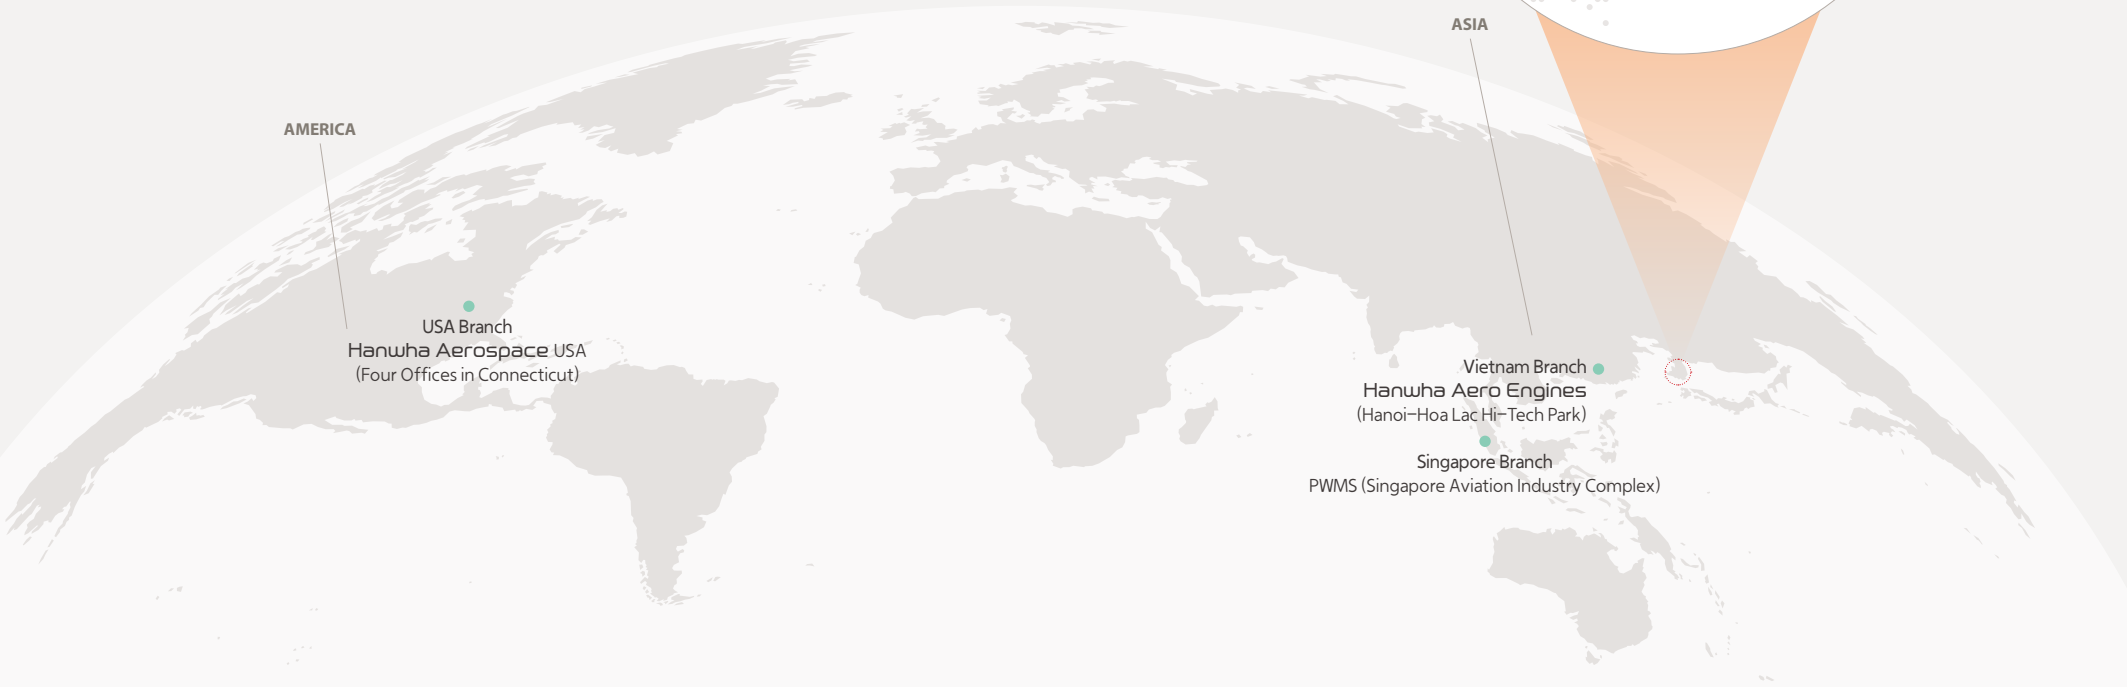 ASIA
AMERICA
USA Branch
Hanwha Aerospace USA
(Four Offices in Connecticut)
Vietnam Branch
Hanwha Aero Engines
(Hanoi-Hoa Lac Hi-Tech Park)
Singapore Branch
PWMS (Singapore Aviation Industry Complex)